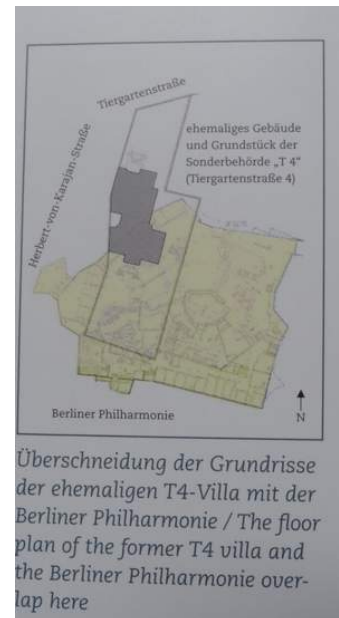 Tiergartenstraße
Herbert-von-Karajan-Straße
ehemaliges Gebäude
und Grundstück der
Sonderbehörde „T 4“
(Tiergartenstraße 4)
Berliner Philharmonie
N
Überschneidung der Grundrisse
der ehemaligen T4-Villa mit der
Berliner Philharmonie / The floor
plan of the former T4 villa and
the Berliner Philharmonie over-
lap here